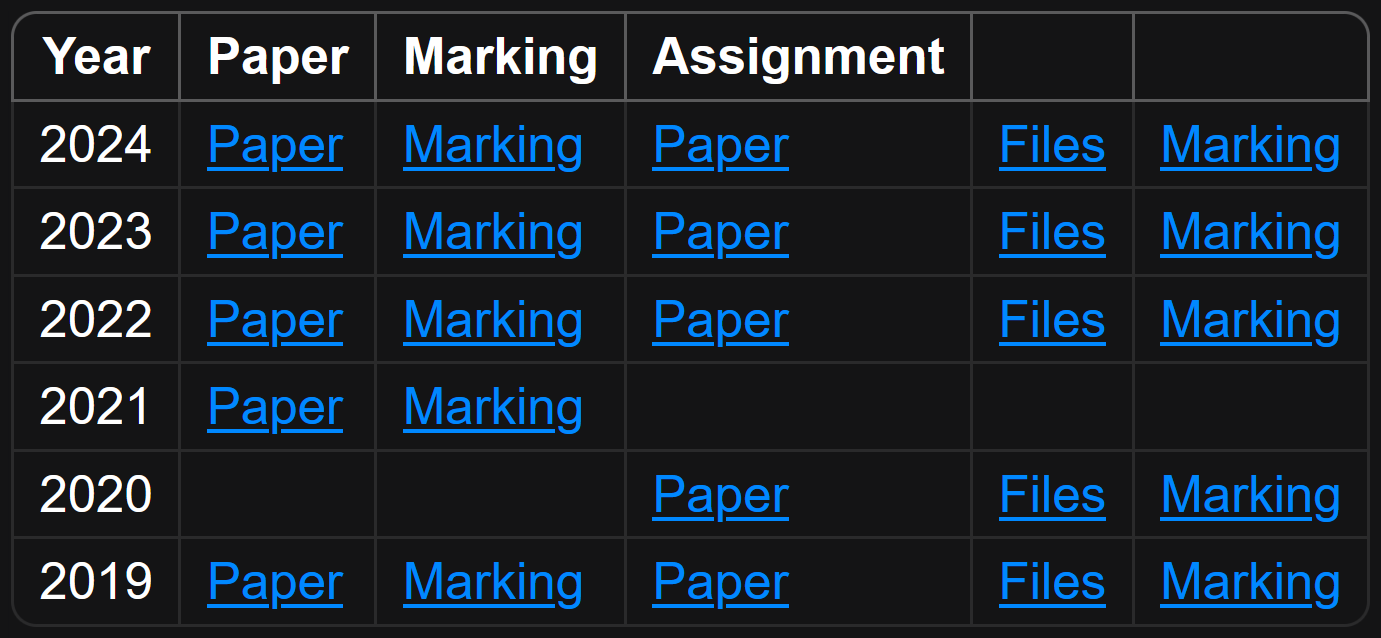 Year Paper Marking Assignment
2024 Paper Marking Paper Files Marking
2023 Paper Marking Paper Files Marking
2022 Paper Marking Paper Files Marking
2021 Paper Marking
2020 Paper Files Marking
2019 Paper Marking Paper Files Marking